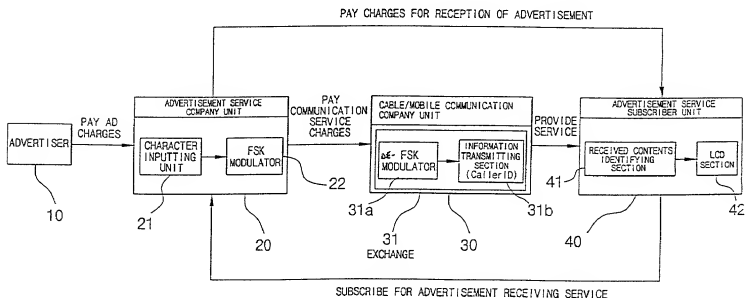 PAY CHARGES FOR RECEPTION OF ADVERTISEMENT
ADVERTISER
10
PAY AD
CHARGES
ADVERTISEMENT SERVICE
COMPANY UNIT
CHARACTER
INPUTTING
UNIT
21
FSK
MODULATOR
22
20
PAY
COMMUNICATION
SERVICE
CHARGES
CABLE/MOBILE COMMUNICATION
COMPANY UNIT
DE- FSK
MODULATOR
31a
INFORMATION
TRANSMITTING
SECTION
(CallerID)
31b
31
EXCHANGE
30
PROVIDE
SERVICE
ADVERTISEMENT SERVICE
SUBSCRIBER UNIT
RECEIVED CONTENTS
IDENTIFYING
SECTION
41
LCD
SECTION
42
40
SUBSCRIBE FOR ADVERTISEMENT RECEIVING SERVICE